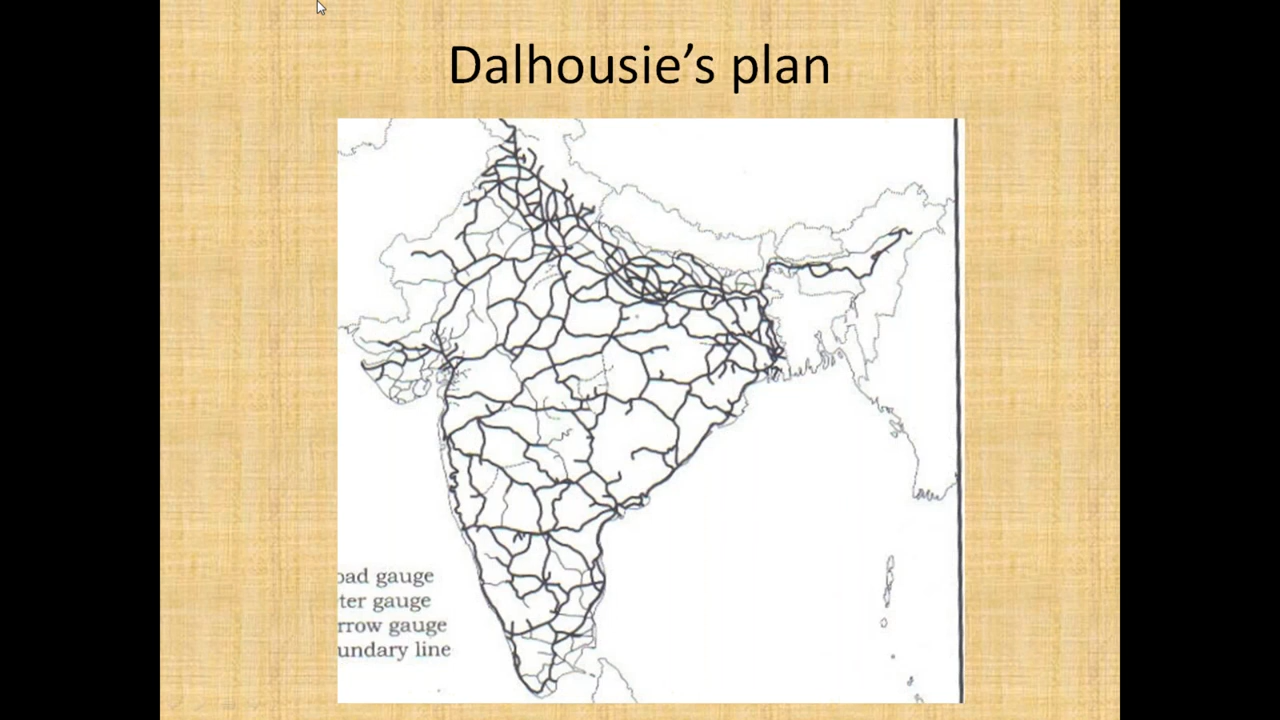 Dalhousie’s plan
oad gauge
ter gauge
rrow gauge
undary line